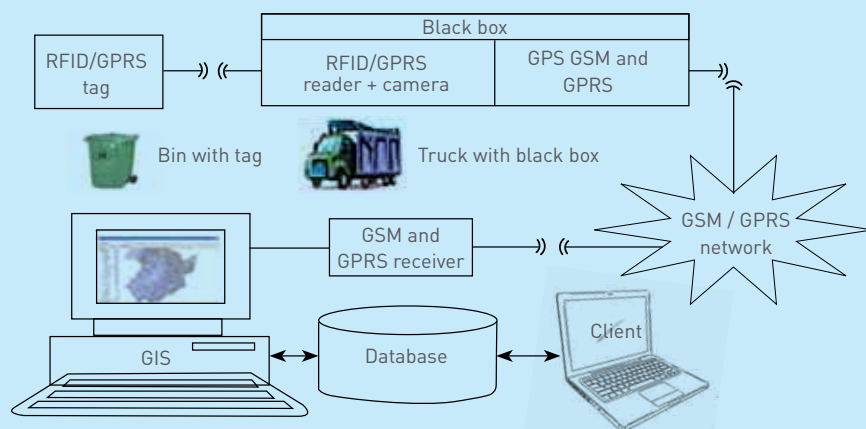 Black box
RFID/GPRS
tag
RFID/GPRS
reader + camera
GPS GSM and
GPRS
Bin with tag
Truck with black box
GSM / GPRS
network
GSM and
GPRS receiver
GIS
Database
Client